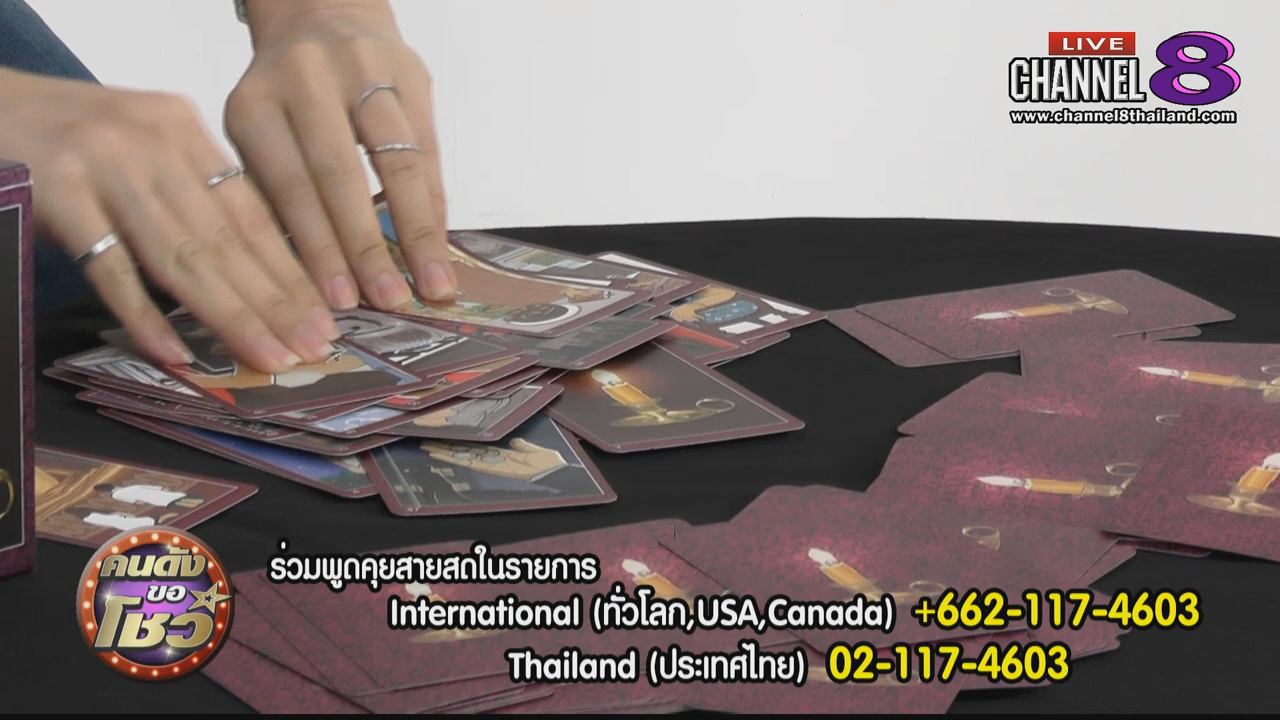 LIVE
CHANNEL 8
www.channel8thailand.com
คนดัง
ขอ
โชว์
ร่วมพูดคุยสายสดในรายการ
International (ทั่วโลก,USA,Canada) +662-117-4603
Thailand (ประเทศไทย) 02-117-4603